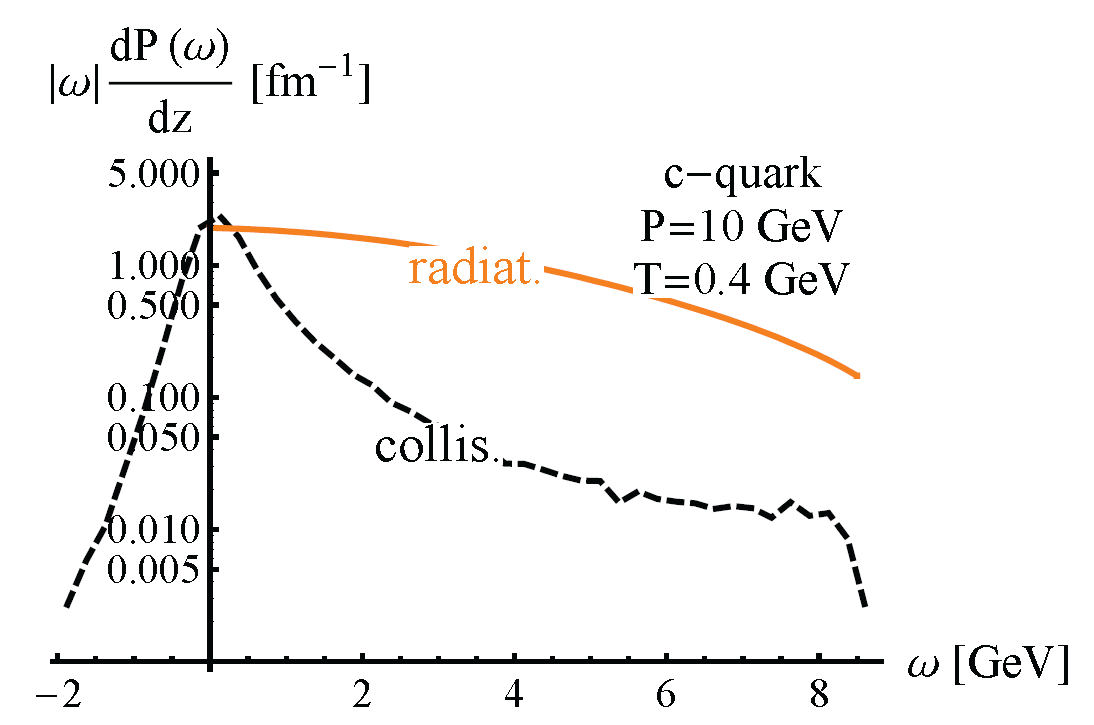 |ω| dP (ω) / dz [fm⁻¹]
5.000
1.000
0.500
0.100
0.050
0.010
0.005
c−quark
P=10 GeV
T=0.4 GeV
radiat.
collis.
−2 2 4 6 8
ω [GeV]